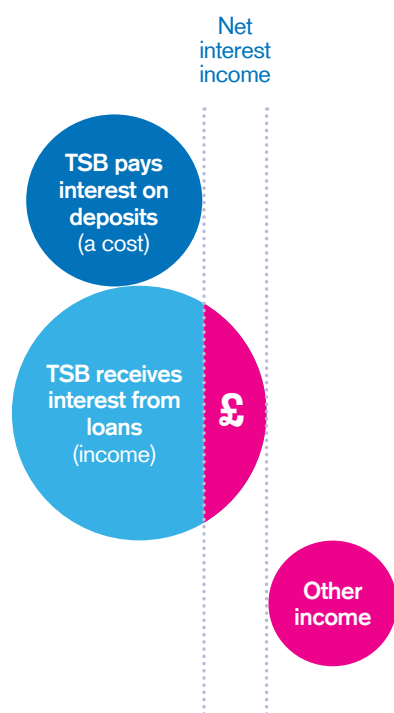 Net
interest
income
TSB pays
interest on
deposits
(a cost)
TSB receives
interest from
loans
(income)
£
Other
income